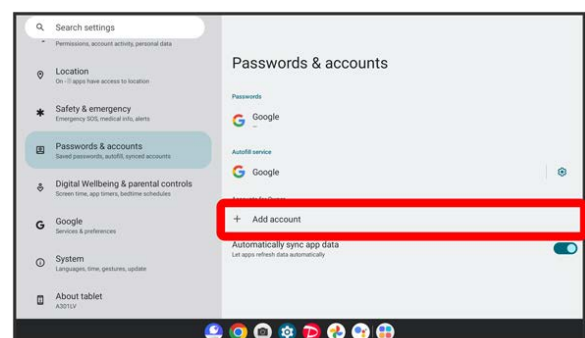 Search settings
Permissions, account activity, personal data
Location
apps have access to location
Safety & emergency
Emergency SOS, medical info, alerts
Passwords & accounts
Saved passwords, autofill, synced accounts
Digital Wellbeing & parental controls
Screen time, app timers, bedtime schedules
Google
Services & preferences
System
Languages, time, gestures, update
About tablet
A301LV
Passwords & accounts
Passwords
Google
Autofill service
Google
Accounts for Owner
+ Add account
Automatically sync app data
Let apps refresh data automatically